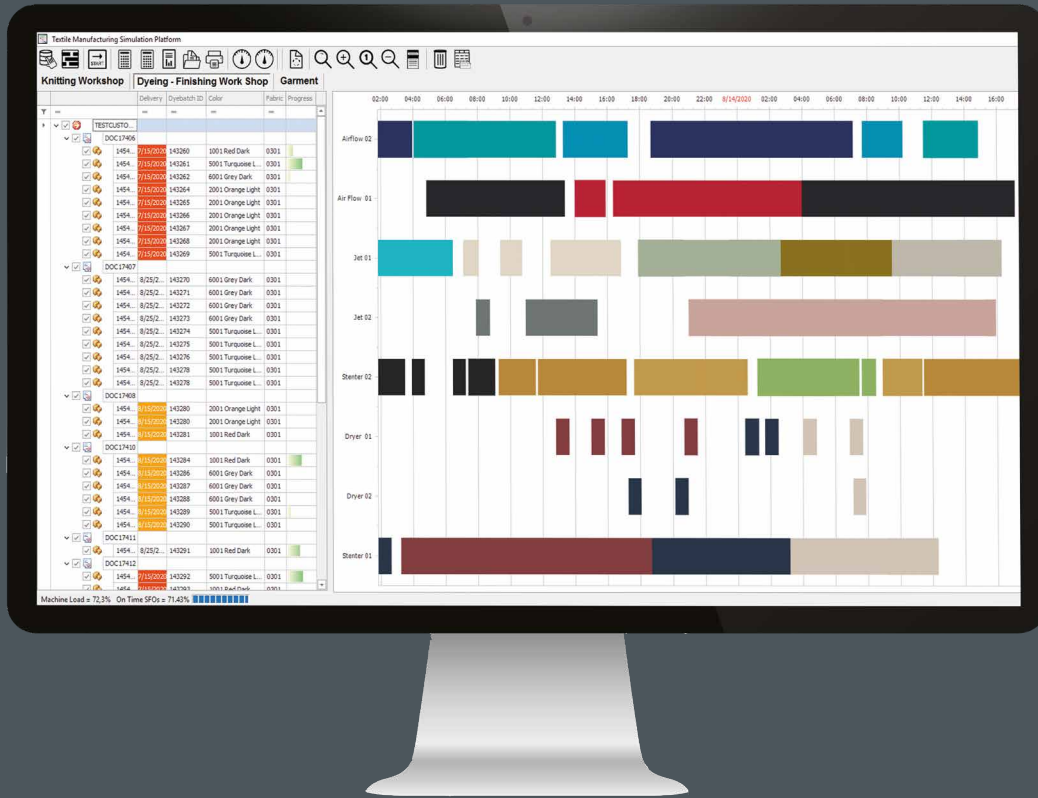 Textile Manufacturing Simulation Platform
START
Knitting Workshop Dyeing - Finishing Work Shop Garment
Delivery Dyebatch ID Color Fabric Progress
TESTCUSTO...
DOC17406
1454... 7/15/2020 143260 1001 Red Dark 0301
1454... 7/15/2020 143261 5001 Turquoise L... 0301
1454... 7/15/2020 143262 6001 Grey Dark 0301
1454... 7/15/2020 143264 2001 Orange Light 0301
1454... 7/15/2020 143265 2001 Orange Light 0301
1454... 7/15/2020 143266 2001 Orange Light 0301
1454... 7/15/2020 143267 2001 Orange Light 0301
1454... 7/15/2020 143268 2001 Orange Light 0301
1454... 7/15/2020 143269 5001 Turquoise L... 0301
DOC17407
1454... 8/25/2... 143270 6001 Grey Dark 0301
1454... 8/25/2... 143271 6001 Grey Dark 0301
1454... 8/25/2... 143272 6001 Grey Dark 0301
1454... 8/25/2... 143273 6001 Grey Dark 0301
1454... 8/25/2... 143274 5001 Turquoise L... 0301
1454... 8/25/2... 143275 5001 Turquoise L... 0301
1454... 8/25/2... 143276 5001 Turquoise L... 0301
1454... 8/25/2... 143278 5001 Turquoise L... 0301
1454... 8/25/2... 143278 5001 Turquoise L... 0301
DOC17408
1454... 8/15/2020 143280 2001 Orange Light 0301
1454... 8/15/2020 143280 2001 Orange Light 0301
1454... 8/15/2020 143281 1001 Red Dark 0301
DOC17410
1454... 8/15/2020 143284 1001 Red Dark 0301
1454... 8/15/2020 143286 6001 Grey Dark 0301
1454... 8/15/2020 143287 6001 Grey Dark 0301
1454... 8/15/2020 143288 6001 Grey Dark 0301
1454... 8/15/2020 143289 5001 Turquoise L... 0301
1454... 8/15/2020 143290 5001 Turquoise L... 0301
DOC17411
1454... 8/25/2... 143291 1001 Red Dark 0301
DOC17412
1454... 7/15/2020 143292 5001 Turquoise L... 0301
1454... 7/15/2020 143293 1001 Red Dark 0301
Machine Load = 72,3% On Time SFOs = 71.43%
02:00 04:00 06:00 08:00 10:00 12:00 14:00 16:00 18:00 20:00 22:00 8/14/2020 02:00 04:00 06:00 08:00 10:00 12:00 14:00 16:00
Airflow 02
Air Flow 01
Jet 01
Jet 02
Stenter 02
Dryer 01
Dryer 02
Stenter 01